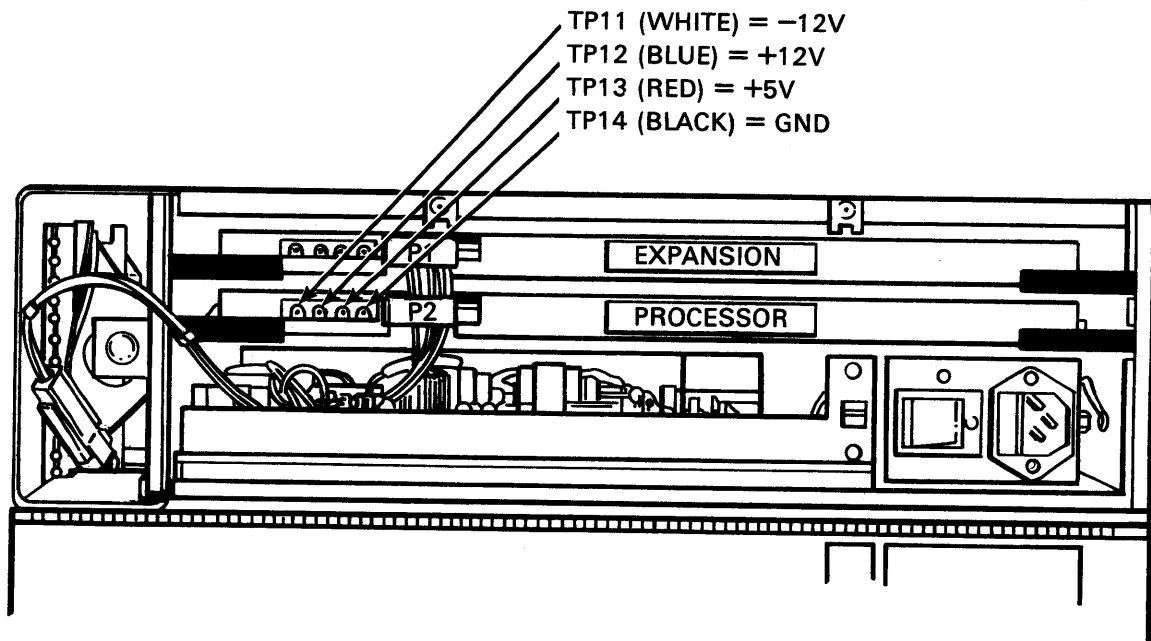 TP11 (WHITE) = −12V
TP12 (BLUE) = +12V
TP13 (RED) = +5V
TP14 (BLACK) = GND
P1
EXPANSION
P2
PROCESSOR